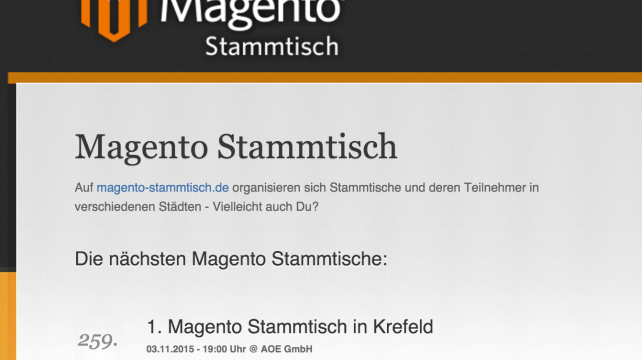 Magento®
Stammtisch
Magento Stammtisch
Auf magento-stammtisch.de organisieren sich Stammtische und deren Teilnehmer in
verschiedenen Städten - Vielleicht auch Du?
Die nächsten Magento Stammtische:
259.
1. Magento Stammtisch in Krefeld
03.11.2015 - 19:00 Uhr @ AOE GmbH